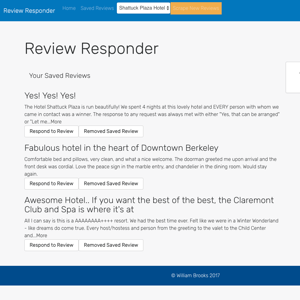 Review Responder
Home
Saved Reviews
Shattuck Plaza Hotel
Scrape New Reviews
Review Responder
Your Saved Reviews
Yes! Yes! Yes!
The Hotel Shattuck Plaza is run beautifully! We spent 4 nights at this lovely hotel and EVERY person with whom we
came in contact was a winner. The response to any request was always met with either "Yes, that can be arranged"
or "Let me...More
Respond to Review
Removed Saved Review
Fabulous hotel in the heart of Downtown Berkeley
Comfortable bed and pillows, very clean, and what a nice welcome. The doorman greeted me upon arrival and the
front desk was cordial. Love the peace sign in the marble entry, and chandelier in the dining room. Would stay
again.
Respond to Review
Removed Saved Review
Awesome Hotel.. If you want the best of the best, the Claremont
Club and Spa is where it's at
All I can say is this is a AAAAAAAA++++ resort. We had the best time ever. Felt like we were in a Winter Wonderland
- like dreams do come true. Every host/hostess and person from the greeting to the valet to the Child Center
and...More
Respond to Review
Removed Saved Review
© William Brooks 2017